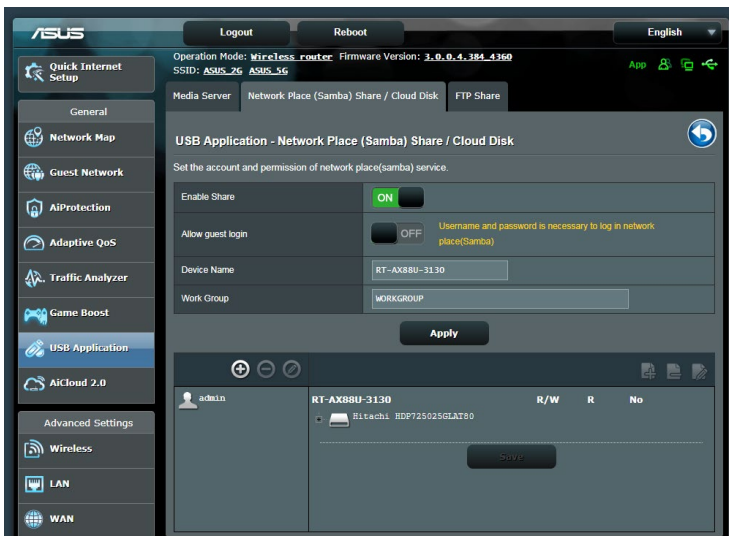 ASUS
Logout
Reboot
English
Quick Internet
Setup
General
Network Map
Guest Network
AiProtection
Adaptive QoS
Traffic Analyzer
Game Boost
USB Application
AiCloud 2.0
Advanced Settings
Wireless
LAN
WAN
Operation Mode: Wireless router Firmware Version: 3.0.0.4.384_4360
SSID: ASUS_2G ASUS_5G
App
Media Server
Network Place (Samba) Share / Cloud Disk
FTP Share
USB Application - Network Place (Samba) Share / Cloud Disk
Set the account and permission of network place(samba) service.
Enable Share
ON
Allow guest login
OFF
Username and password is necessary to log in network
place(Samba)
Device Name
RT-AX88U-3130
Work Group
WORKGROUP
Apply
admin
RT-AX88U-3130 R/W R No
Hitachi HDP725025GLAT80
Save